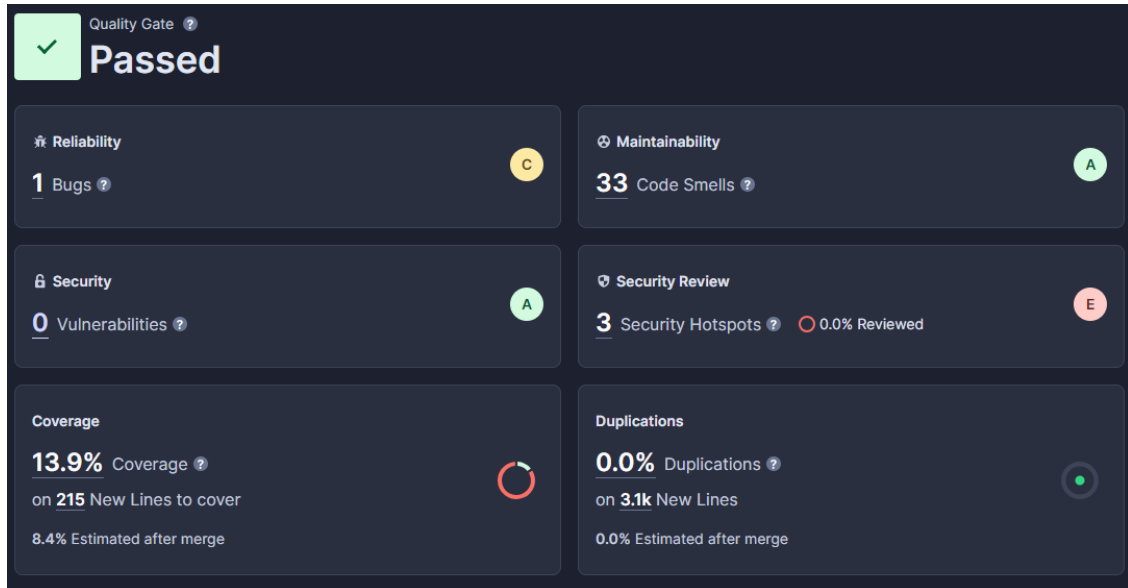 Quality Gate ?
Passed
Reliability
1 Bugs ?
C
Maintainability
33 Code Smells ?
A
Security
0 Vulnerabilities ?
A
Security Review
3 Security Hotspots ? 0.0% Reviewed
E
Coverage
13.9% Coverage ?
on 215 New Lines to cover
8.4% Estimated after merge
Duplications
0.0% Duplications ?
on 3.1k New Lines
0.0% Estimated after merge